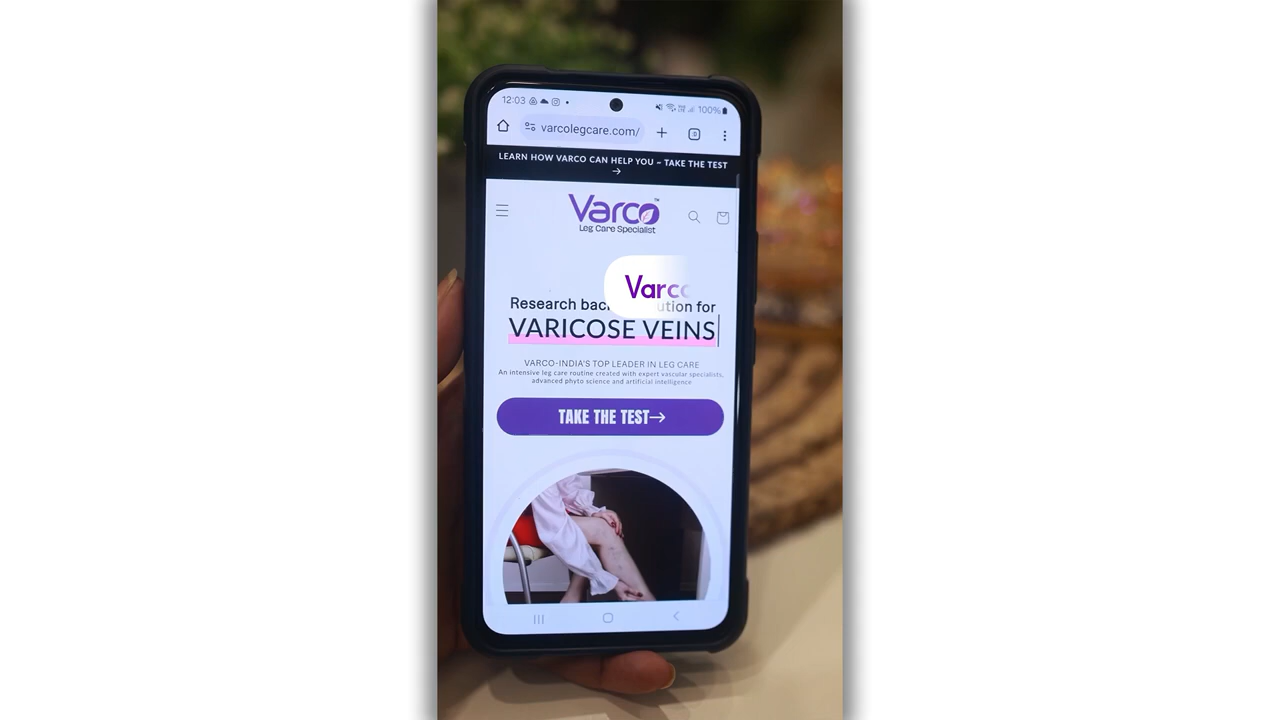 12:03
100%
varcolegcare.com/
LEARN HOW VARCO CAN HELP YOU ~ TAKE THE TEST
→
Varco™
Leg Care Specialist
Varco
Research bac ution for
VARICOSE VEINS
VARCO-INDIA'S TOP LEADER IN LEG CARE
An intensive leg care routine created with expert vascular specialists,
advanced phyto science and artificial intelligence
TAKE THE TEST→